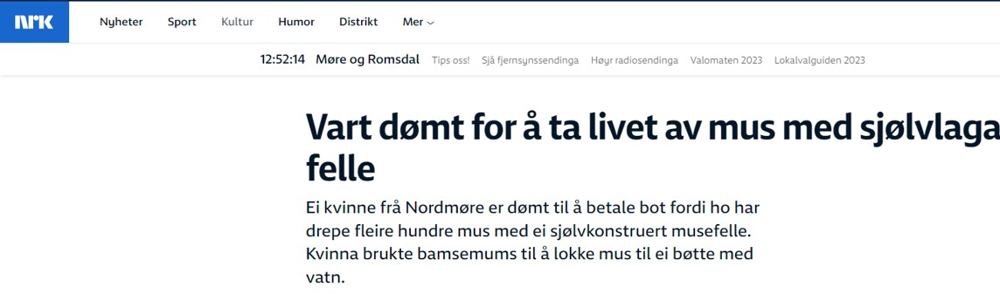 nrk Nyheter Sport Kultur Humor Distrikt Mer
12:52:14 Møre og Romsdal Tips oss! Sjå fjernsynssendinga Høyr radiosendinga Valomaten 2023 Lokalvalguiden 2023
Vart dømt for å ta livet av mus med sjølvlaga
felle
Ei kvinne frå Nordmøre er dømt til å betale bot fordi ho har
drepe fleire hundre mus med ei sjølvkonstruert musefelle.
Kvinna brukte bamsemums til å lokke mus til ei bøtte med
vatn.